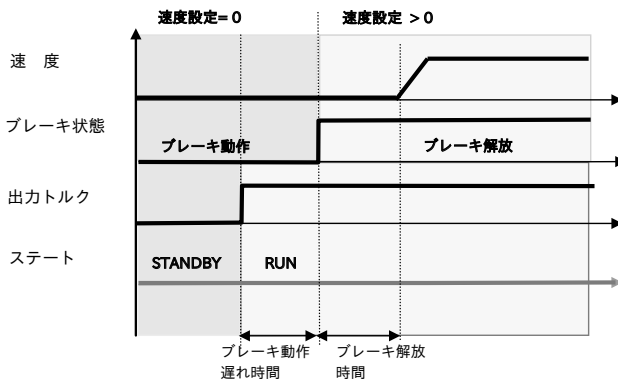 速度設定= 0
速度設定 >0
速 度
ブレーキ状態
ブレーキ動作
ブレーキ解放
出力トルク
ステート
STANDBY
RUN
ブレーキ動作
遅れ時間
ブレーキ解放
時間